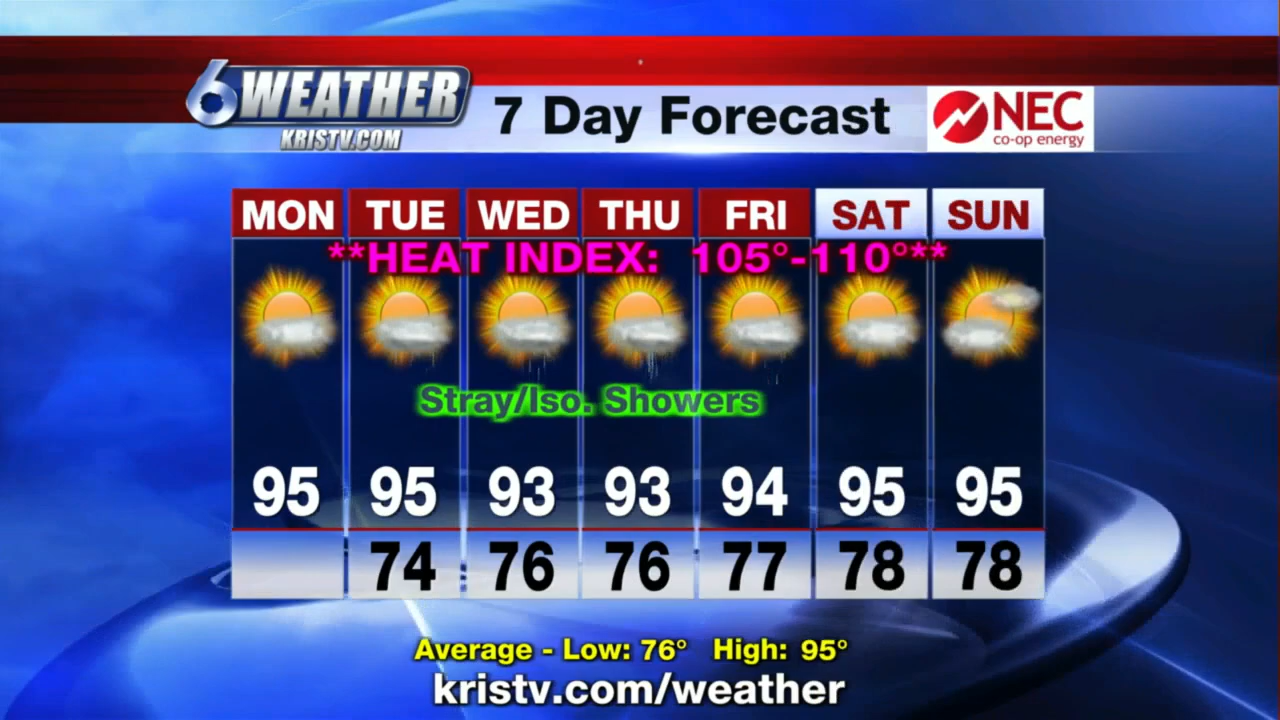 6 WEATHER
KRISTV.COM
7 Day Forecast
NEC
co-op energy
MON TUE WED THU FRI SAT SUN
**HEAT INDEX: 105°-110°**
Stray/Iso. Showers
95 95 93 93 94 95 95
74 76 76 77 78 78
Average - Low: 76° High: 95°
kristv.com/weather